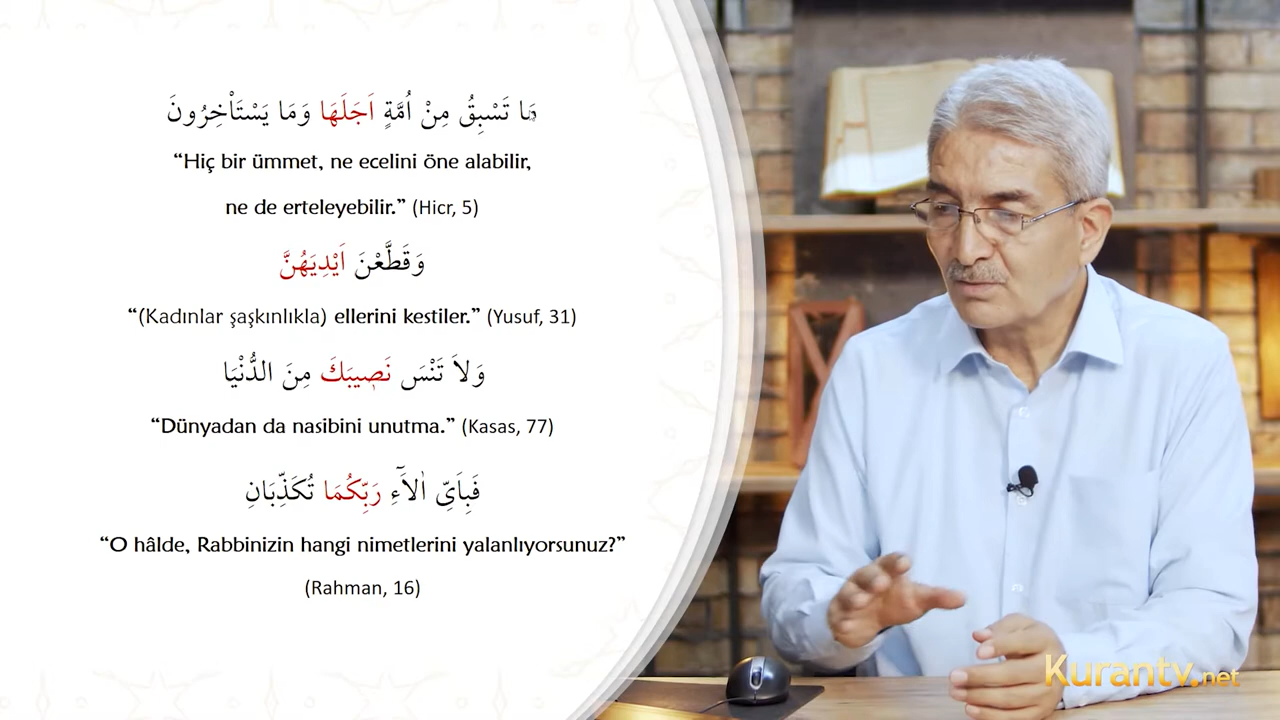 مَا تَسْبِقُ مِنْ اُمَّةٍ اَجَلَهَا وَمَا يَسْتَأْخِرُونَ
“Hiç bir ümmet, ne ecelini öne alabilir,
ne de erteleyebilir.” (Hicr, 5)
وَقَطَّعْنَ اَيْدِيَهُنَّ
“(Kadınlar şaşkınlıkla) ellerini kestiler.” (Yusuf, 31)
وَلاَ تَنْسَ نَص۪يبَكَ مِنَ الدُّنْيَا
“Dünyadan da nasibini unutma.” (Kasas, 77)
فَبِاَيِّ اٰلَٓاءِ رَبِّكُمَا تُكَذِّبَانِ
“O hâlde, Rabbinizin hangi nimetlerini yalanlıyorsunuz?”
(Rahman, 16)
Kurantv.net